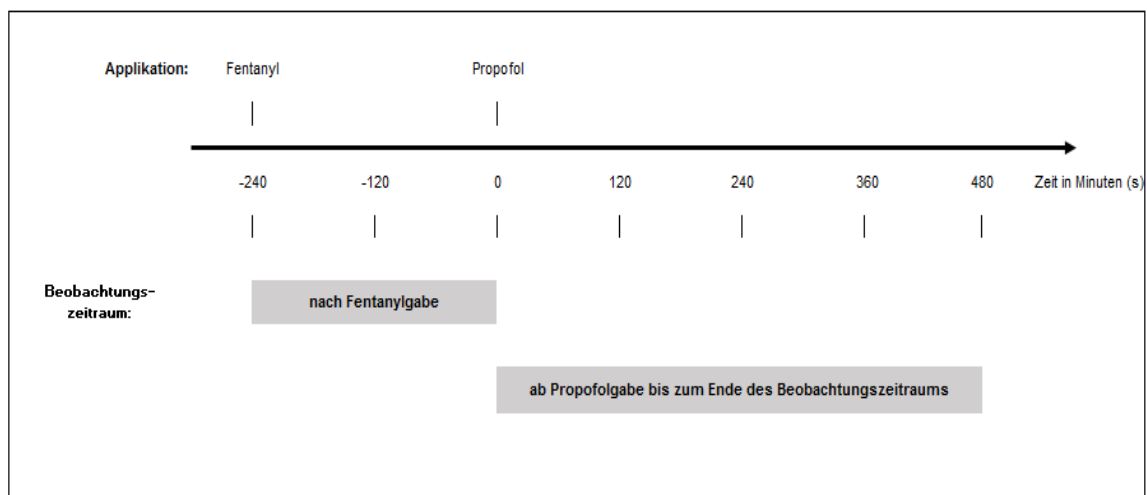 Applikation: Fentanyl Propofol
-240 -120 0 120 240 360 480 Zeit in Minuten (s)
Beobachtungs-
zeitraum:
nach Fentanylgabe
ab Propofolgabe bis zum Ende des Beobachtungszeitraums